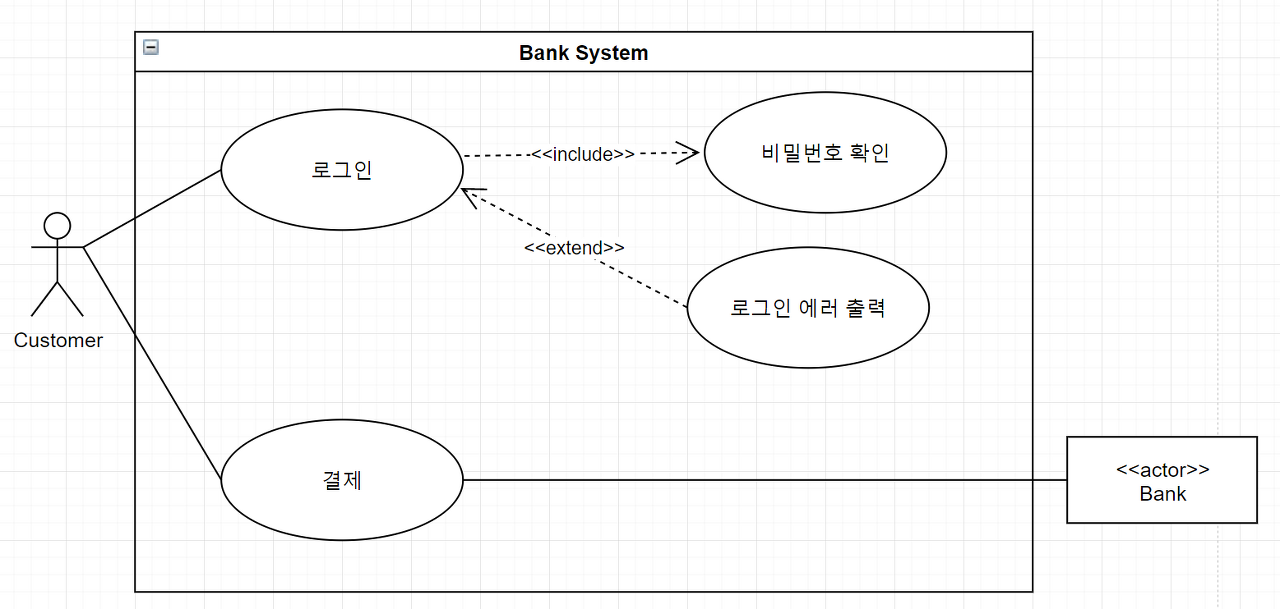 Bank System
로그인
<<include>>
비밀번호 확인
<<extend>>
로그인 에러 출력
Customer
결제
<<actor>>
Bank